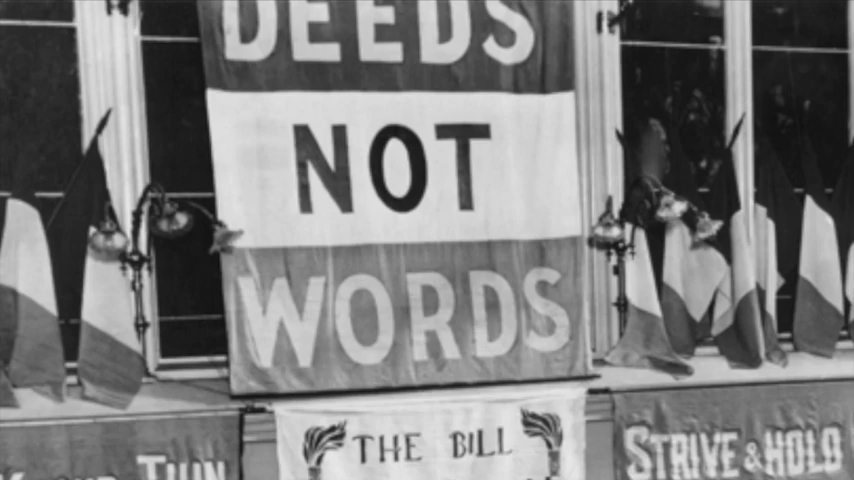 DEEDS
NOT
WORDS
THE BILL
STRIVE & HOLD